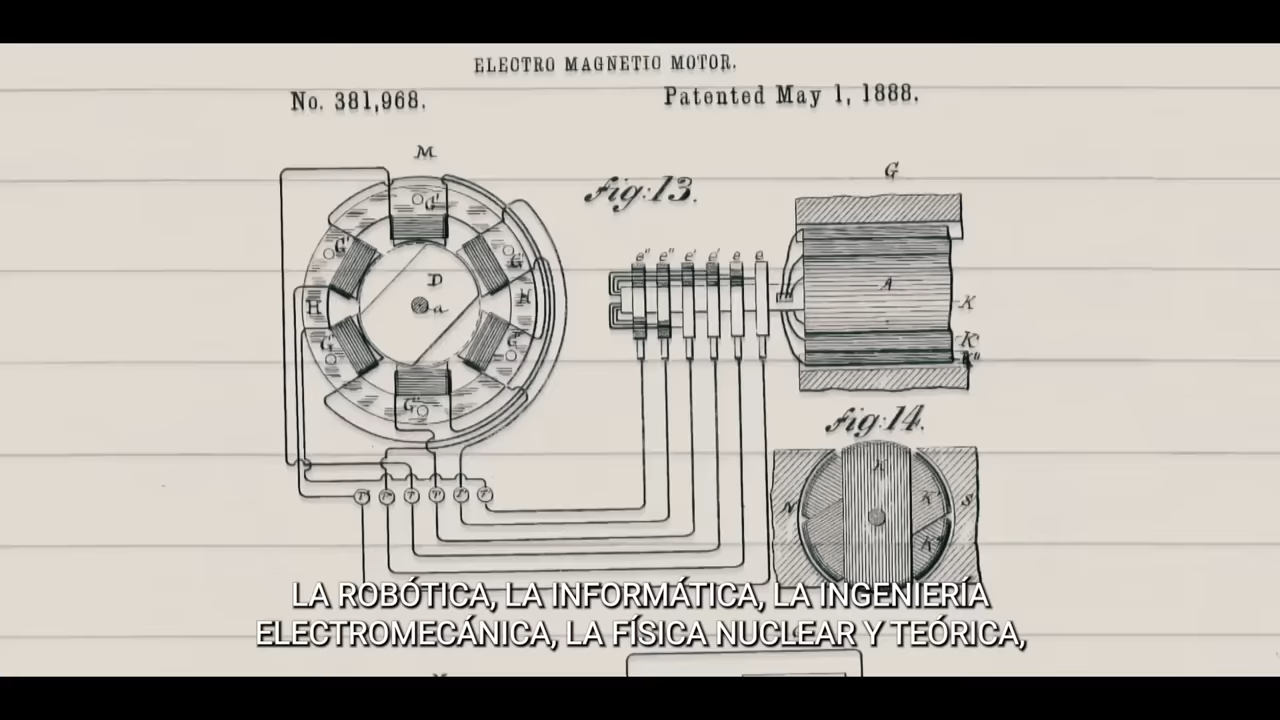 ELECTRO MAGNETIC MOTOR.
No. 381,968.
Patented May 1, 1888.
M
G
fig:13.
G'
G'
G'
D
a
H
H
G'
G'
G''
e'' e'' e' e' e e
A
K
K'
K''
fig:14.
T' T' T' T'
N
K
K'
K''
S
LA ROBÓTICA, LA INFORMÁTICA, LA INGENIERÍA
ELECTROMECÁNICA, LA FÍSICA NUCLEAR Y TEÓRICA,